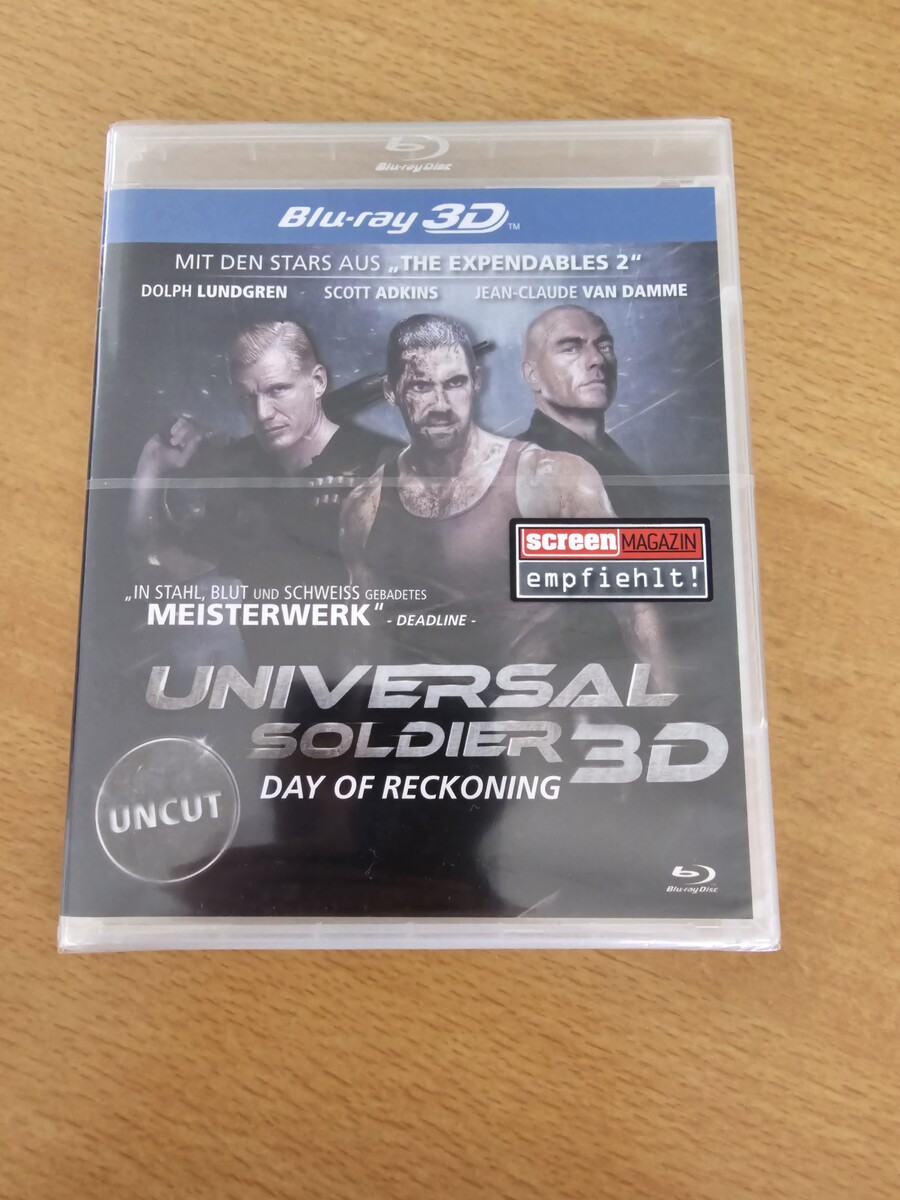 Blu-ray Disc
Blu-ray 3D™
MIT DEN STARS AUS „THE EXPENDABLES 2“
DOLPH LUNDGREN SCOTT ADKINS JEAN-CLAUDE VAN DAMME
screen MAGAZIN
empfiehlt!
„IN STAHL, BLUT UND SCHWEISS GEBADETES
MEISTERWERK“ - DEADLINE -
UNIVERSAL
SOLDIER 3D
DAY OF RECKONING
UNCUT
Blu-ray Disc